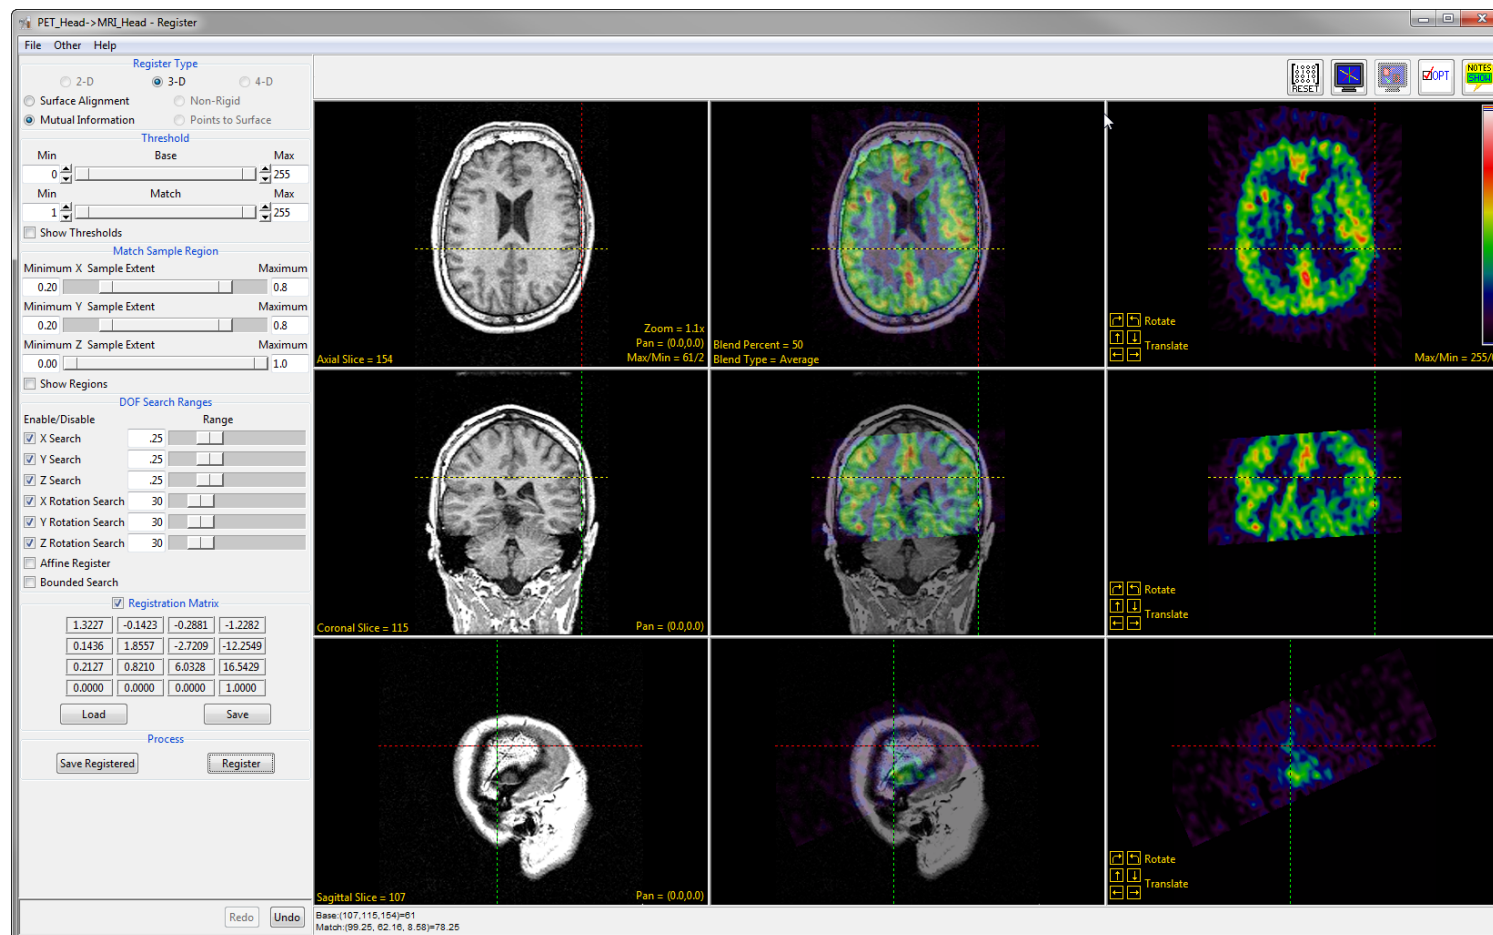 PET_Head->MRI_Head - Register
File Other Help
Register Type
2-D 3-D 4-D
Surface Alignment Non-Rigid
Mutual Information Points to Surface
Threshold
Min Base Max
0 255
Min Match Max
1 255
Show Thresholds
Match Sample Region
Minimum X Sample Extent Maximum
0.20 0.8
Minimum Y Sample Extent Maximum
0.20 0.8
Minimum Z Sample Extent Maximum
0.00 1.0
Show Regions
DOF Search Ranges
Enable/Disable Range
X Search .25
Y Search .25
Z Search .25
X Rotation Search 30
Y Rotation Search 30
Z Rotation Search 30
Affine Register
Bounded Search
Registration Matrix
1.3227 -0.1423 -0.2881 -1.2282
0.1436 1.8557 -2.7209 -12.2549
0.2127 0.8210 6.0328 16.5429
0.0000 0.0000 0.0000 1.0000
Load Save
Process
Save Registered Register
Redo Undo
RESET
OPT
NOTES
SHOW
Zoom = 1.1x
Pan = (0.0,0.0)
Axial Slice = 154 Max/Min = 61/2
Blend Percent = 50
Blend Type = Average
Rotate
Translate
Max/Min = 255/
Coronal Slice = 115 Pan = (0.0,0.0)
Rotate
Translate
Sagittal Slice = 107 Pan = (0.0,0.0)
Rotate
Translate
Base:(107,115,154)=61
Match:(99.25, 62.16, 8.58)=78.25